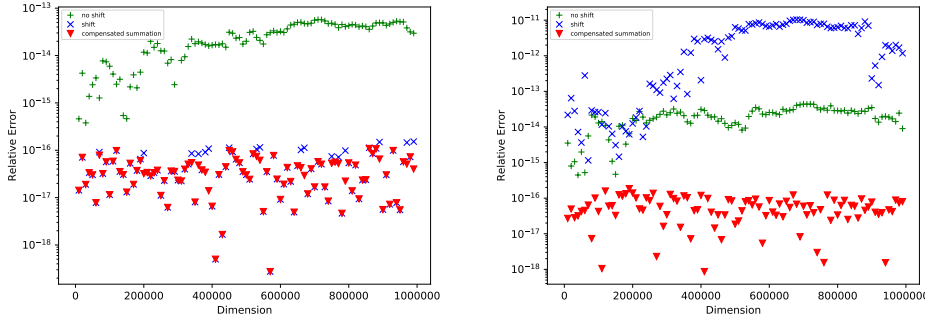 no shift
shift
compensated summation
Relative Error
10⁻¹³
10⁻¹⁴
10⁻¹⁵
10⁻¹⁶
10⁻¹⁷
10⁻¹⁸
0 200000 400000 600000 800000 1000000
Dimension
no shift
shift
compensated summation
Relative Error
10⁻¹¹
10⁻¹²
10⁻¹³
10⁻¹⁴
10⁻¹⁵
10⁻¹⁶
10⁻¹⁷
10⁻¹⁸
0 200000 400000 600000 800000 1000000
Dimension